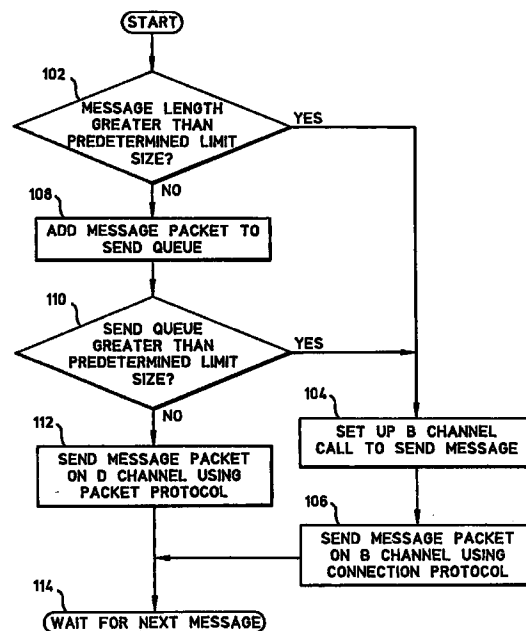 START
102
MESSAGE LENGTH
GREATER THAN
PREDETERMINED LIMIT
SIZE?
YES
NO
108
ADD MESSAGE PACKET TO
SEND QUEUE
110
SEND QUEUE
GREATER THAN
PREDETERMINED LIMIT
SIZE?
YES
NO
104
SET UP B CHANNEL
CALL TO SEND MESSAGE
112
SEND MESSAGE PACKET
ON D CHANNEL USING
PACKET PROTOCOL
106
SEND MESSAGE PACKET
ON B CHANNEL USING
CONNECTION PROTOCOL
114
WAIT FOR NEXT MESSAGE